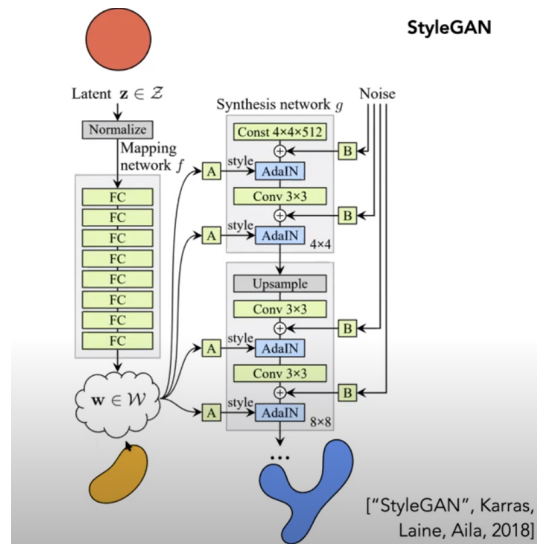 StyleGAN
Latent z ∈ Z
Normalize
Mapping
network f
FC
FC
FC
FC
FC
FC
FC
FC
w ∈ W
Synthesis network g
Noise
Const 4×4×512
B
A
style
AdaIN
Conv 3×3
B
A
style
AdaIN
4×4
Upsample
Conv 3×3
B
A
style
AdaIN
Conv 3×3
B
A
style
AdaIN
8×8
...
["StyleGAN", Karras,
Laine, Aila, 2018]